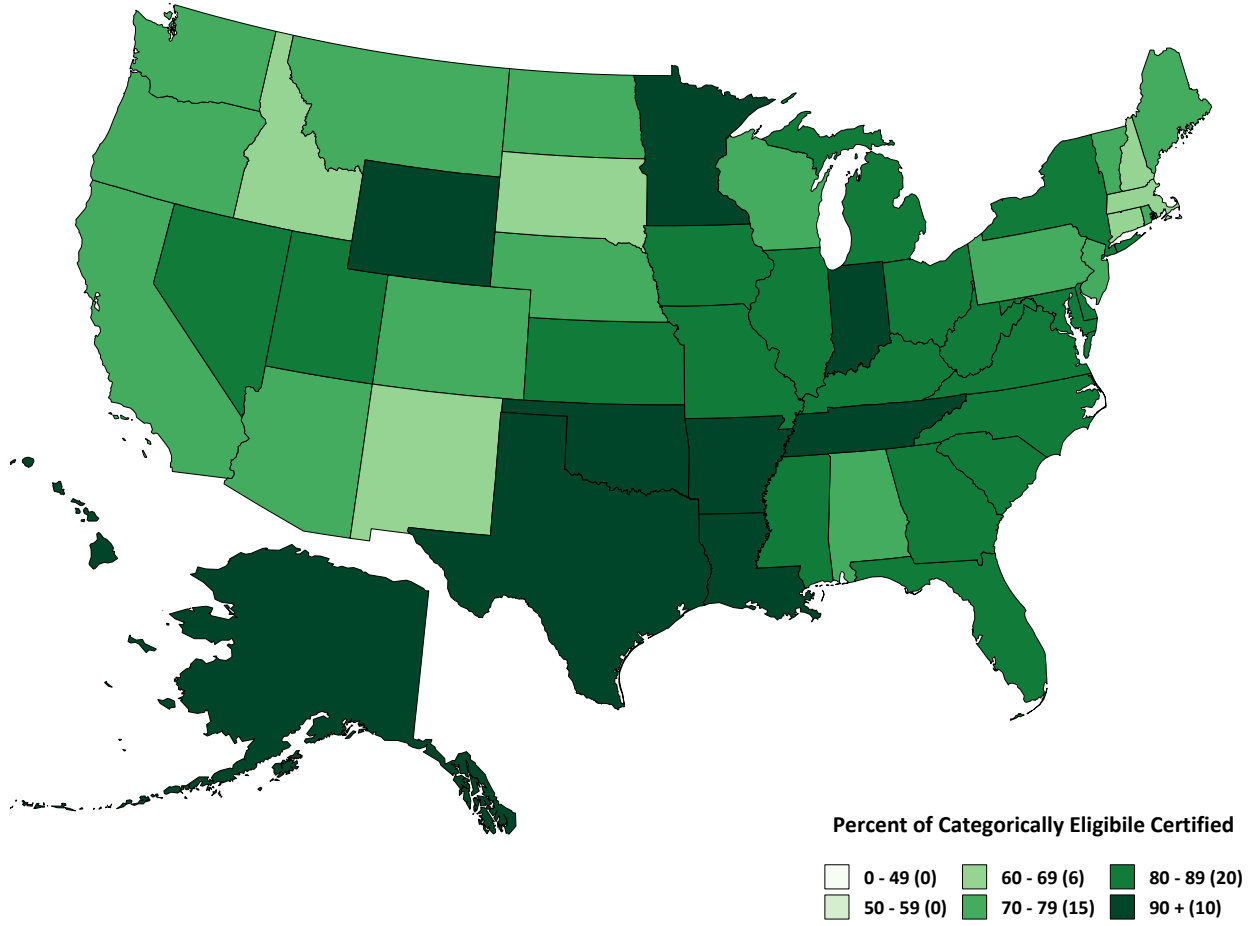 Percent of Categorically Eligibile Certified
0 - 49 (0) 60 - 69 (6) 80 - 89 (20)
50 - 59 (0) 70 - 79 (15) 90 + (10)